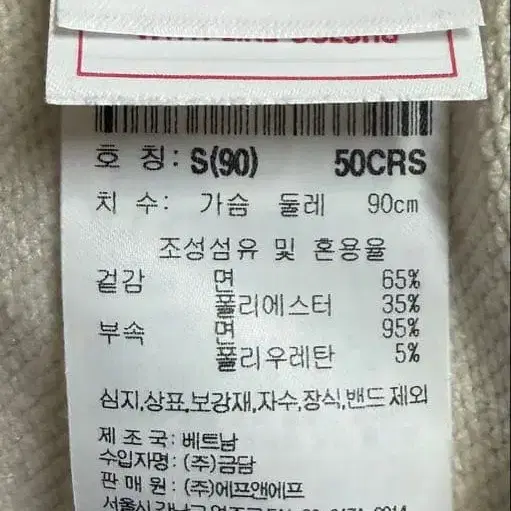 호 칭: S(90) 50CRS
치 수: 가슴 둘레 90cm
조성섬유 및 혼용율
겉감 면 65%
폴리에스터 35%
부속 면 95%
폴리우레탄 5%
심지,상표,보강재,자수,장식,밴드 제외
제 조 국: 베트남
수입자명: (주)금담
판 매 원: (주)에프앤에프